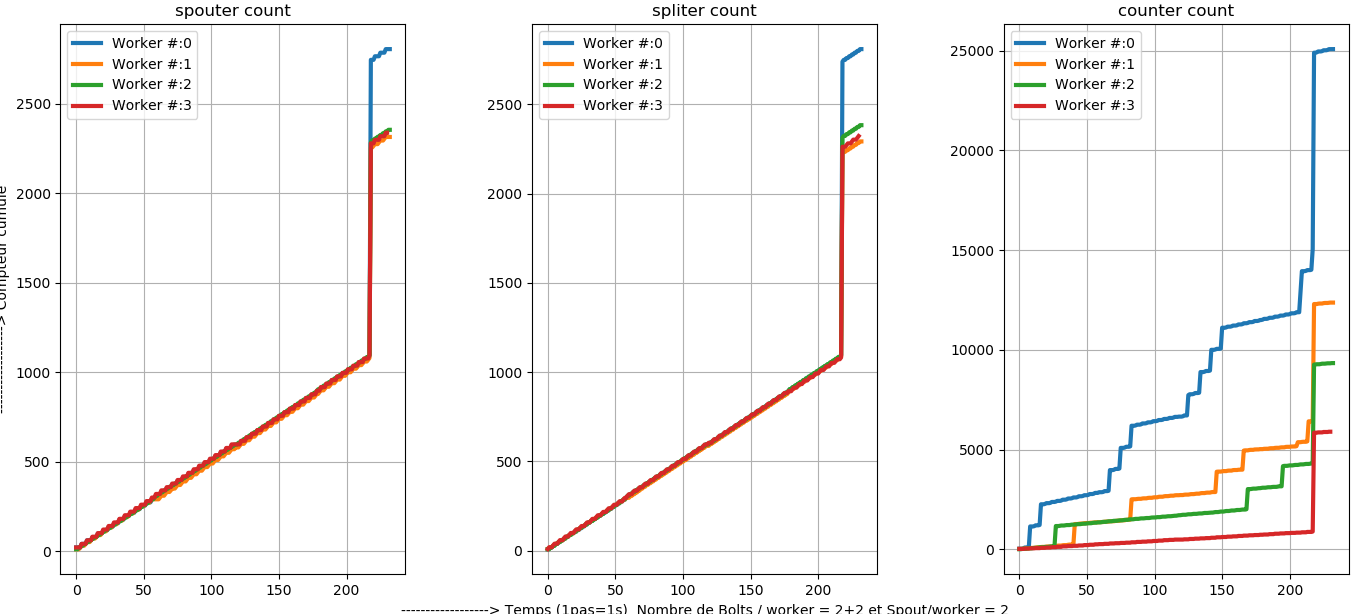 spouter count
Worker #:0
Worker #:1
Worker #:2
Worker #:3
2500
2000
1500
1000
500
0
0 50 100 150 200
-----------------> Compteur cumulé
spliter count
Worker #:0
Worker #:1
Worker #:2
Worker #:3
2500
2000
1500
1000
500
0
0 50 100 150 200
counter count
Worker #:0
Worker #:1
Worker #:2
Worker #:3
25000
20000
15000
10000
5000
0
0 50 100 150 200
------------------> Temps (1pas=1s) Nombre de Bolts / worker = 2+2 et Spout/worker = 2